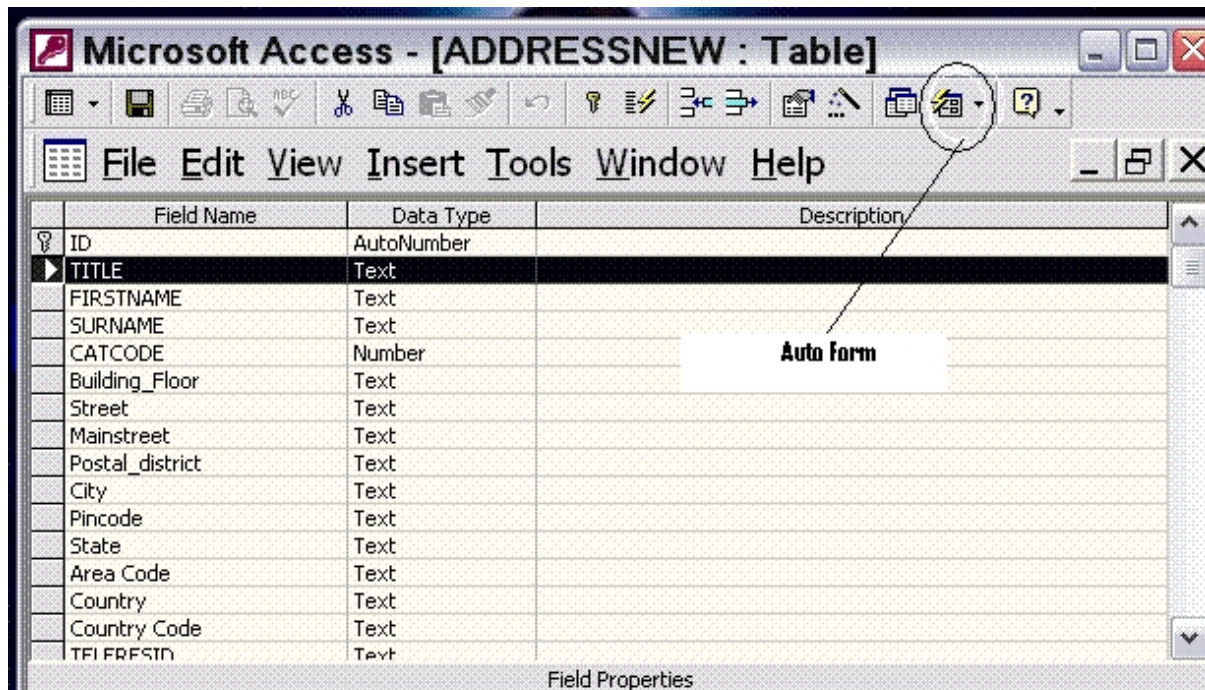 Microsoft Access - [ADDRESSNEW : Table]
File Edit View Insert Tools Window Help
Field Name Data Type Description
ID AutoNumber
TITLE Text
FIRSTNAME Text
SURNAME Text
CATCODE Number
Auto Form
Building_Floor Text
Street Text
Mainstreet Text
Postal_district Text
City Text
Pincode Text
State Text
Area Code Text
Country Text
Country Code Text
TELERESID Text
Field Properties